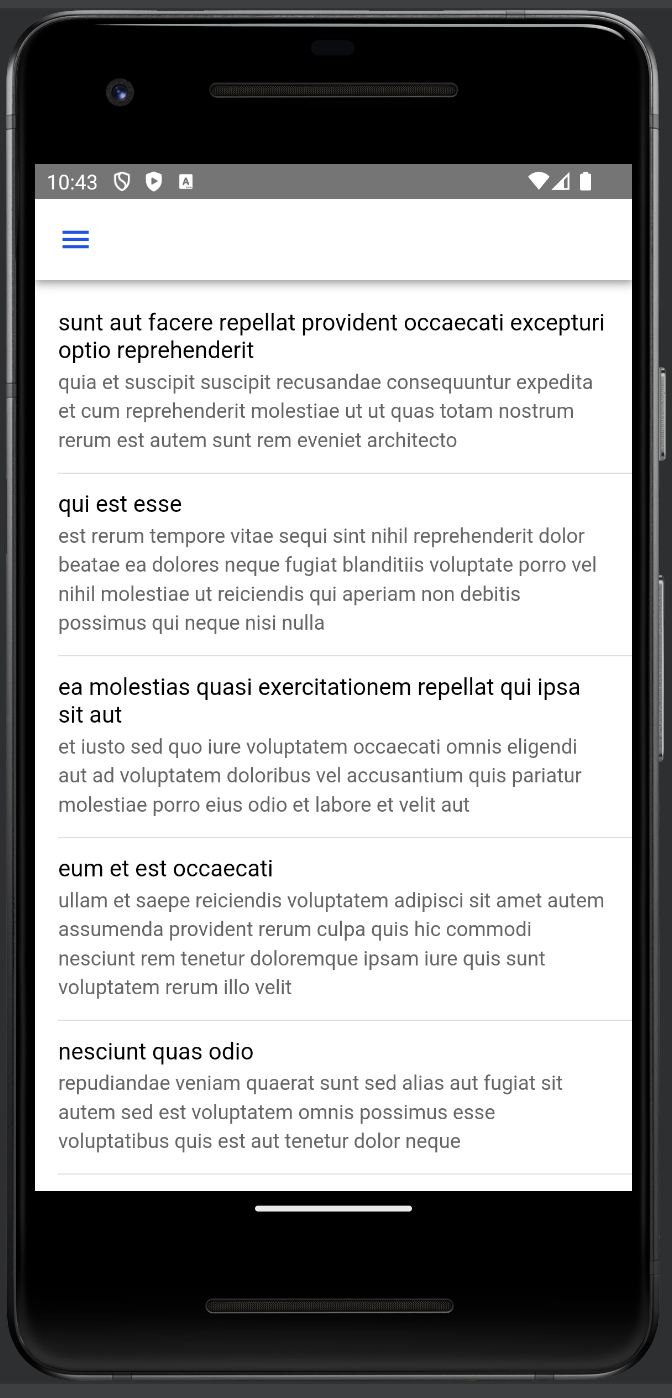 10:43
A
sunt aut facere repellat provident occaecati excepturi
optio reprehenderit
quia et suscipit suscipit recusandae consequuntur expedita
et cum reprehenderit molestiae ut ut quas totam nostrum
rerum est autem sunt rem eveniet architecto
qui est esse
est rerum tempore vitae sequi sint nihil reprehenderit dolor
beatae ea dolores neque fugiat blanditiis voluptate porro vel
nihil molestiae ut reiciendis qui aperiam non debitis
possimus qui neque nisi nulla
ea molestias quasi exercitationem repellat qui ipsa
sit aut
et iusto sed quo iure voluptatem occaecati omnis eligendi
aut ad voluptatem doloribus vel accusantium quis pariatur
molestiae porro eius odio et labore et velit aut
eum et est occaecati
ullam et saepe reiciendis voluptatem adipisci sit amet autem
assumenda provident rerum culpa quis hic commodi
nesciunt rem tenetur doloremque ipsam iure quis sunt
voluptatem rerum illo velit
nesciunt quas odio
repudiandae veniam quaerat sunt sed alias aut fugiat sit
autem sed est voluptatem omnis possimus esse
voluptatibus quis est aut tenetur dolor neque